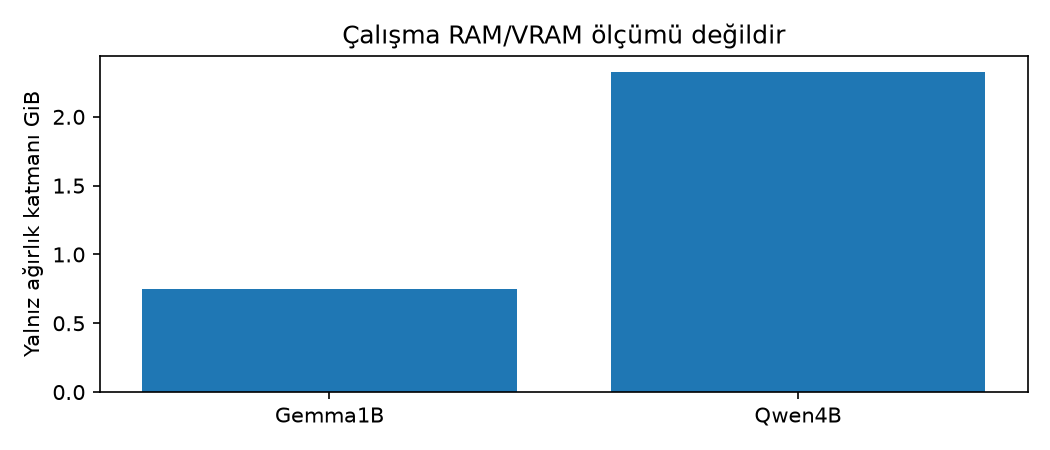 Çalışma RAM/VRAM ölçümü değildir
Yalnız ağırlık katmanı GiB
2.0
1.5
1.0
0.5
0.0
Gemma1B
Qwen4B